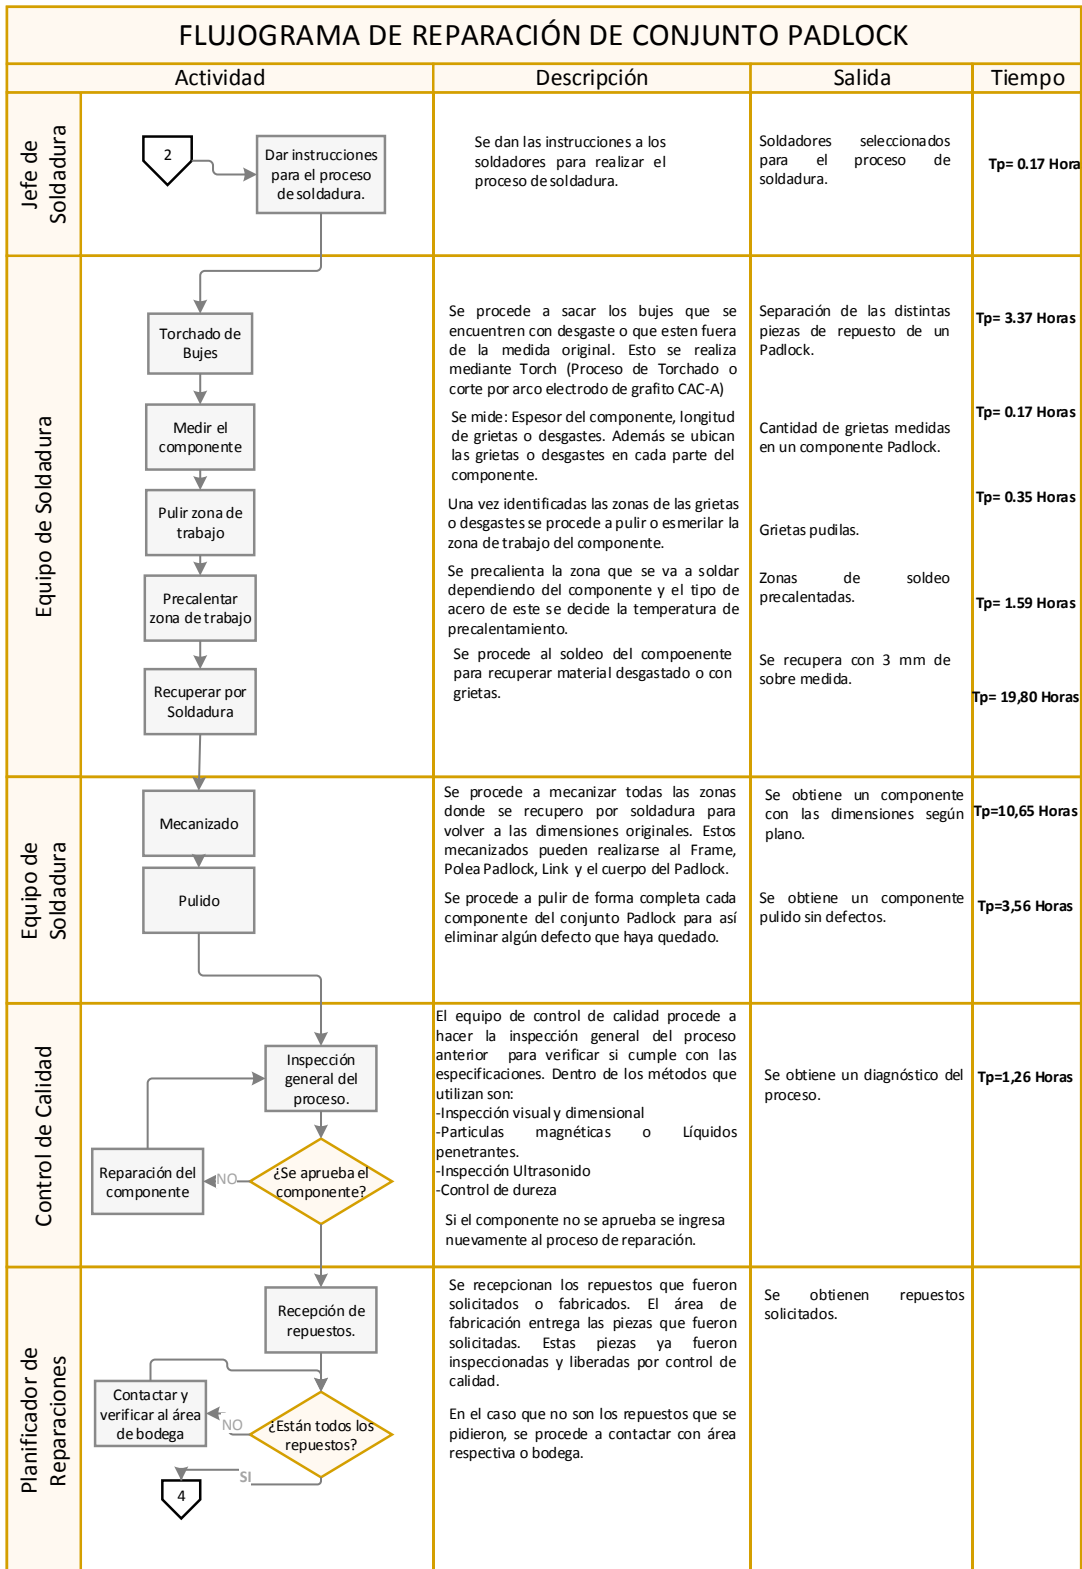 FLUJOGRAMA DE REPARACIÓN DE CONJUNTO PADLOCK
Actividad
Descripción
Salida
Tiempo
Jefe de
Soldadura
2
Dar instrucciones
para el proceso
de soldadura.
Se dan las instrucciones a los
soldadores para realizar el
proceso de soldadura.
Soldadores seleccionados
para el proceso de
soldadura.
Tp= 0.17 Hora
Equipo de Soldadura
Torchado de
Bujes
Se procede a sacar los bujes que se
encuentren con desgaste o que esten fuera
de la medida original. Esto se realiza
mediante Torch (Proceso de Torchado o
corte por arco electrodo de grafito CAC-A)
Separación de las distintas
piezas de repuesto de un
Padlock.
Tp= 3.37 Horas
Medir el
componente
Se mide: Espesor del componente, longitud
de grietas o desgastes. Además se ubican
las grietas o desgastes en cada parte del
componente.
Cantidad de grietas medidas
en un componente Padlock.
Tp= 0.17 Horas
Pulir zona de
trabajo
Una vez identificadas las zonas de las grietas
o desgastes se procede a pulir o esmerilar la
zona de trabajo del componente.
Grietas pudilas.
Tp= 0.35 Horas
Precalentar
zona de trabajo
Se precalienta la zona que se va a soldar
dependiendo del componente y el tipo de
acero de este se decide la temperatura de
precalentamiento.
Zonas de soldeo
precalentadas.
Tp= 1.59 Horas
Recuperar por
Soldadura
Se procede al soldeo del compoenente
para recuperar material desgastado o con
grietas.
Se recupera con 3 mm de
sobre medida.
Tp= 19,80 Horas
Equipo de
Soldadura
Mecanizado
Se procede a mecanizar todas las zonas
donde se recupero por soldadura para
volver a las dimensiones originales. Estos
mecanizados pueden realizarse al Frame,
Polea Padlock, Link y el cuerpo del Padlock.
Se obtiene un componente
con las dimensiones según
plano.
Tp=10,65 Horas
Pulido
Se procede a pulir de forma completa cada
componente del conjunto Padlock para así
eliminar algún defecto que haya quedado.
Se obtiene un componente
pulido sin defectos.
Tp=3,56 Horas
Control de Calidad
Inspección
general del
proceso.
¿Se aprueba el
componente?
NO
Reparación del
componente
El equipo de control de calidad procede a
hacer la inspección general del proceso
anterior para verificar si cumple con las
especificaciones. Dentro de los métodos que
utilizan son:
-Inspección visual y dimensional
-Particulas magnéticas o Líquidos
penetrantes.
-Inspección Ultrasonido
-Control de dureza
Si el componente no se aprueba se ingresa
nuevamente al proceso de reparación.
Se obtiene un diagnóstico del
proceso.
Tp=1,26 Horas
Planificador de
Reparaciones
Recepción de
repuestos.
Contactar y
verificar al área
de bodega
NO
¿Están todos los
repuestos?
SI
4
Se recepcionan los repuestos que fueron
solicitados o fabricados. El área de
fabricación entrega las piezas que fueron
solicitadas. Estas piezas ya fueron
inspeccionadas y liberadas por control de
calidad.
En el caso que no son los repuestos que se
pidieron, se procede a contactar con área
respectiva o bodega.
Se obtienen repuestos
solicitados.